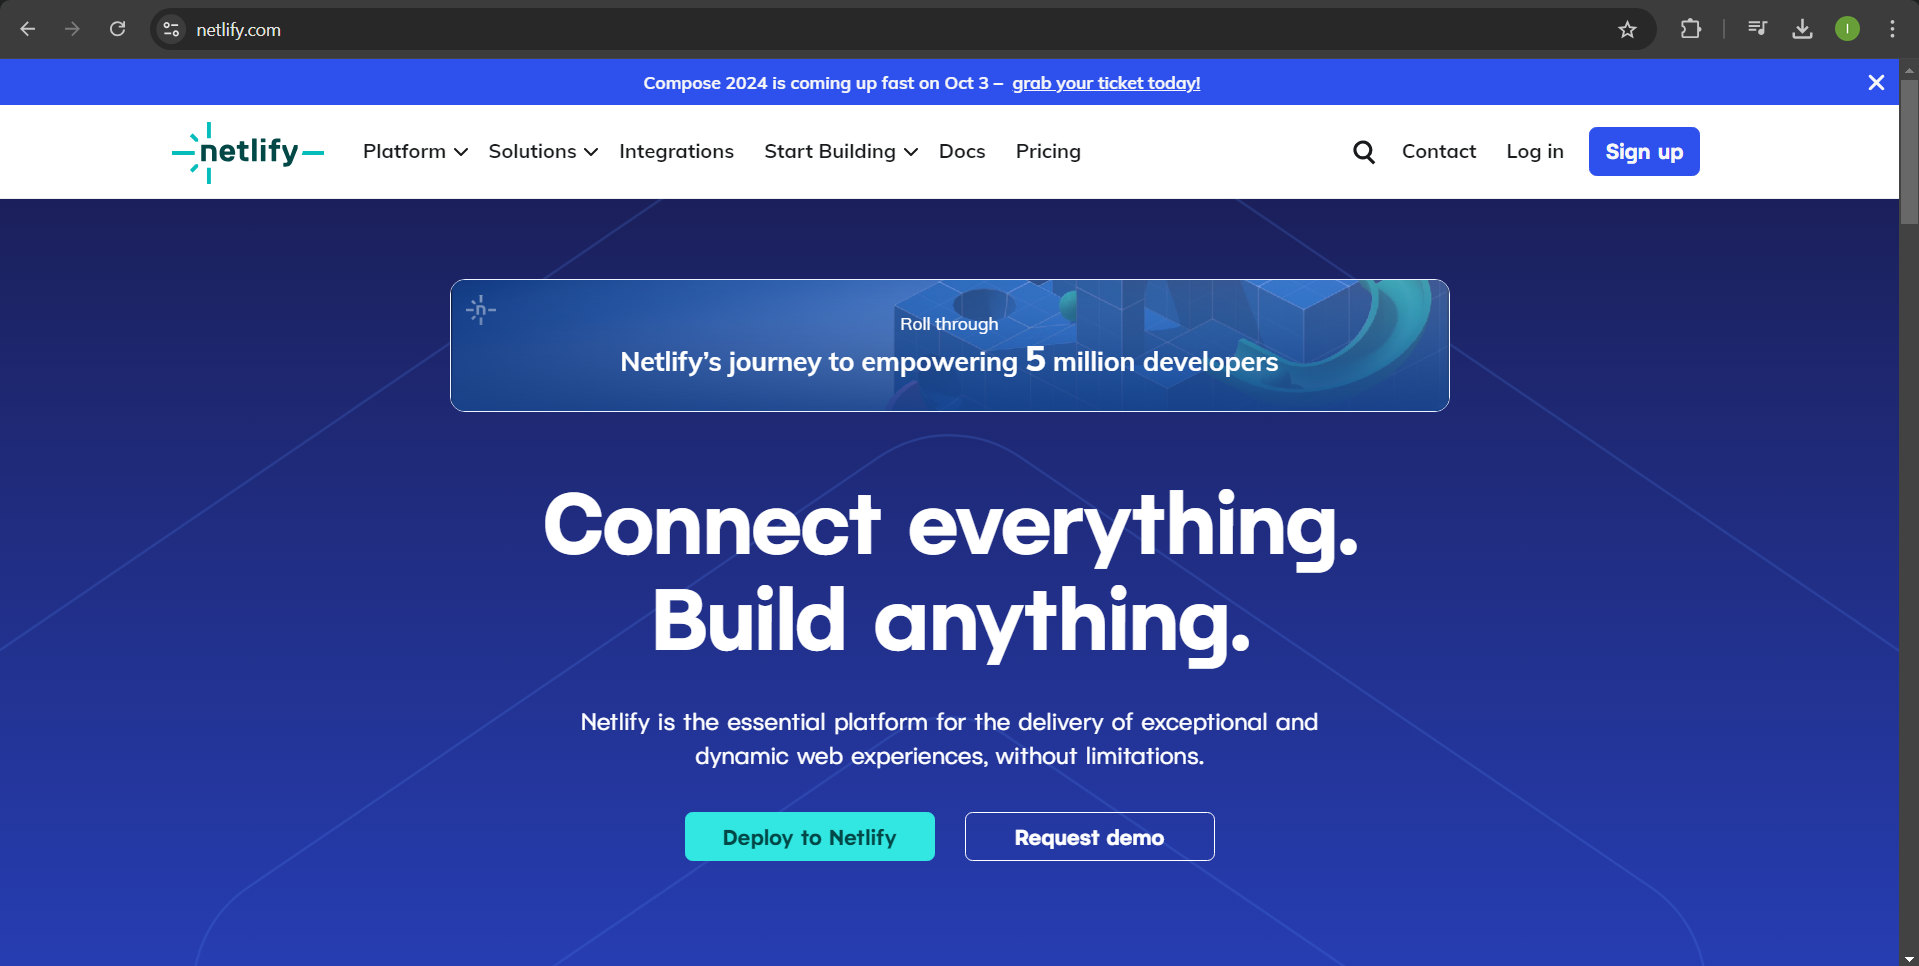 netlify.com
I
Compose 2024 is coming up fast on Oct 3 – grab your ticket today!
netlify
Platform
Solutions
Integrations
Start Building
Docs
Pricing
Contact
Log in
Sign up
n
Roll through
Netlify’s journey to empowering 5 million developers
Connect everything.
Build anything.
Netlify is the essential platform for the delivery of exceptional and
dynamic web experiences, without limitations.
Deploy to Netlify
Request demo